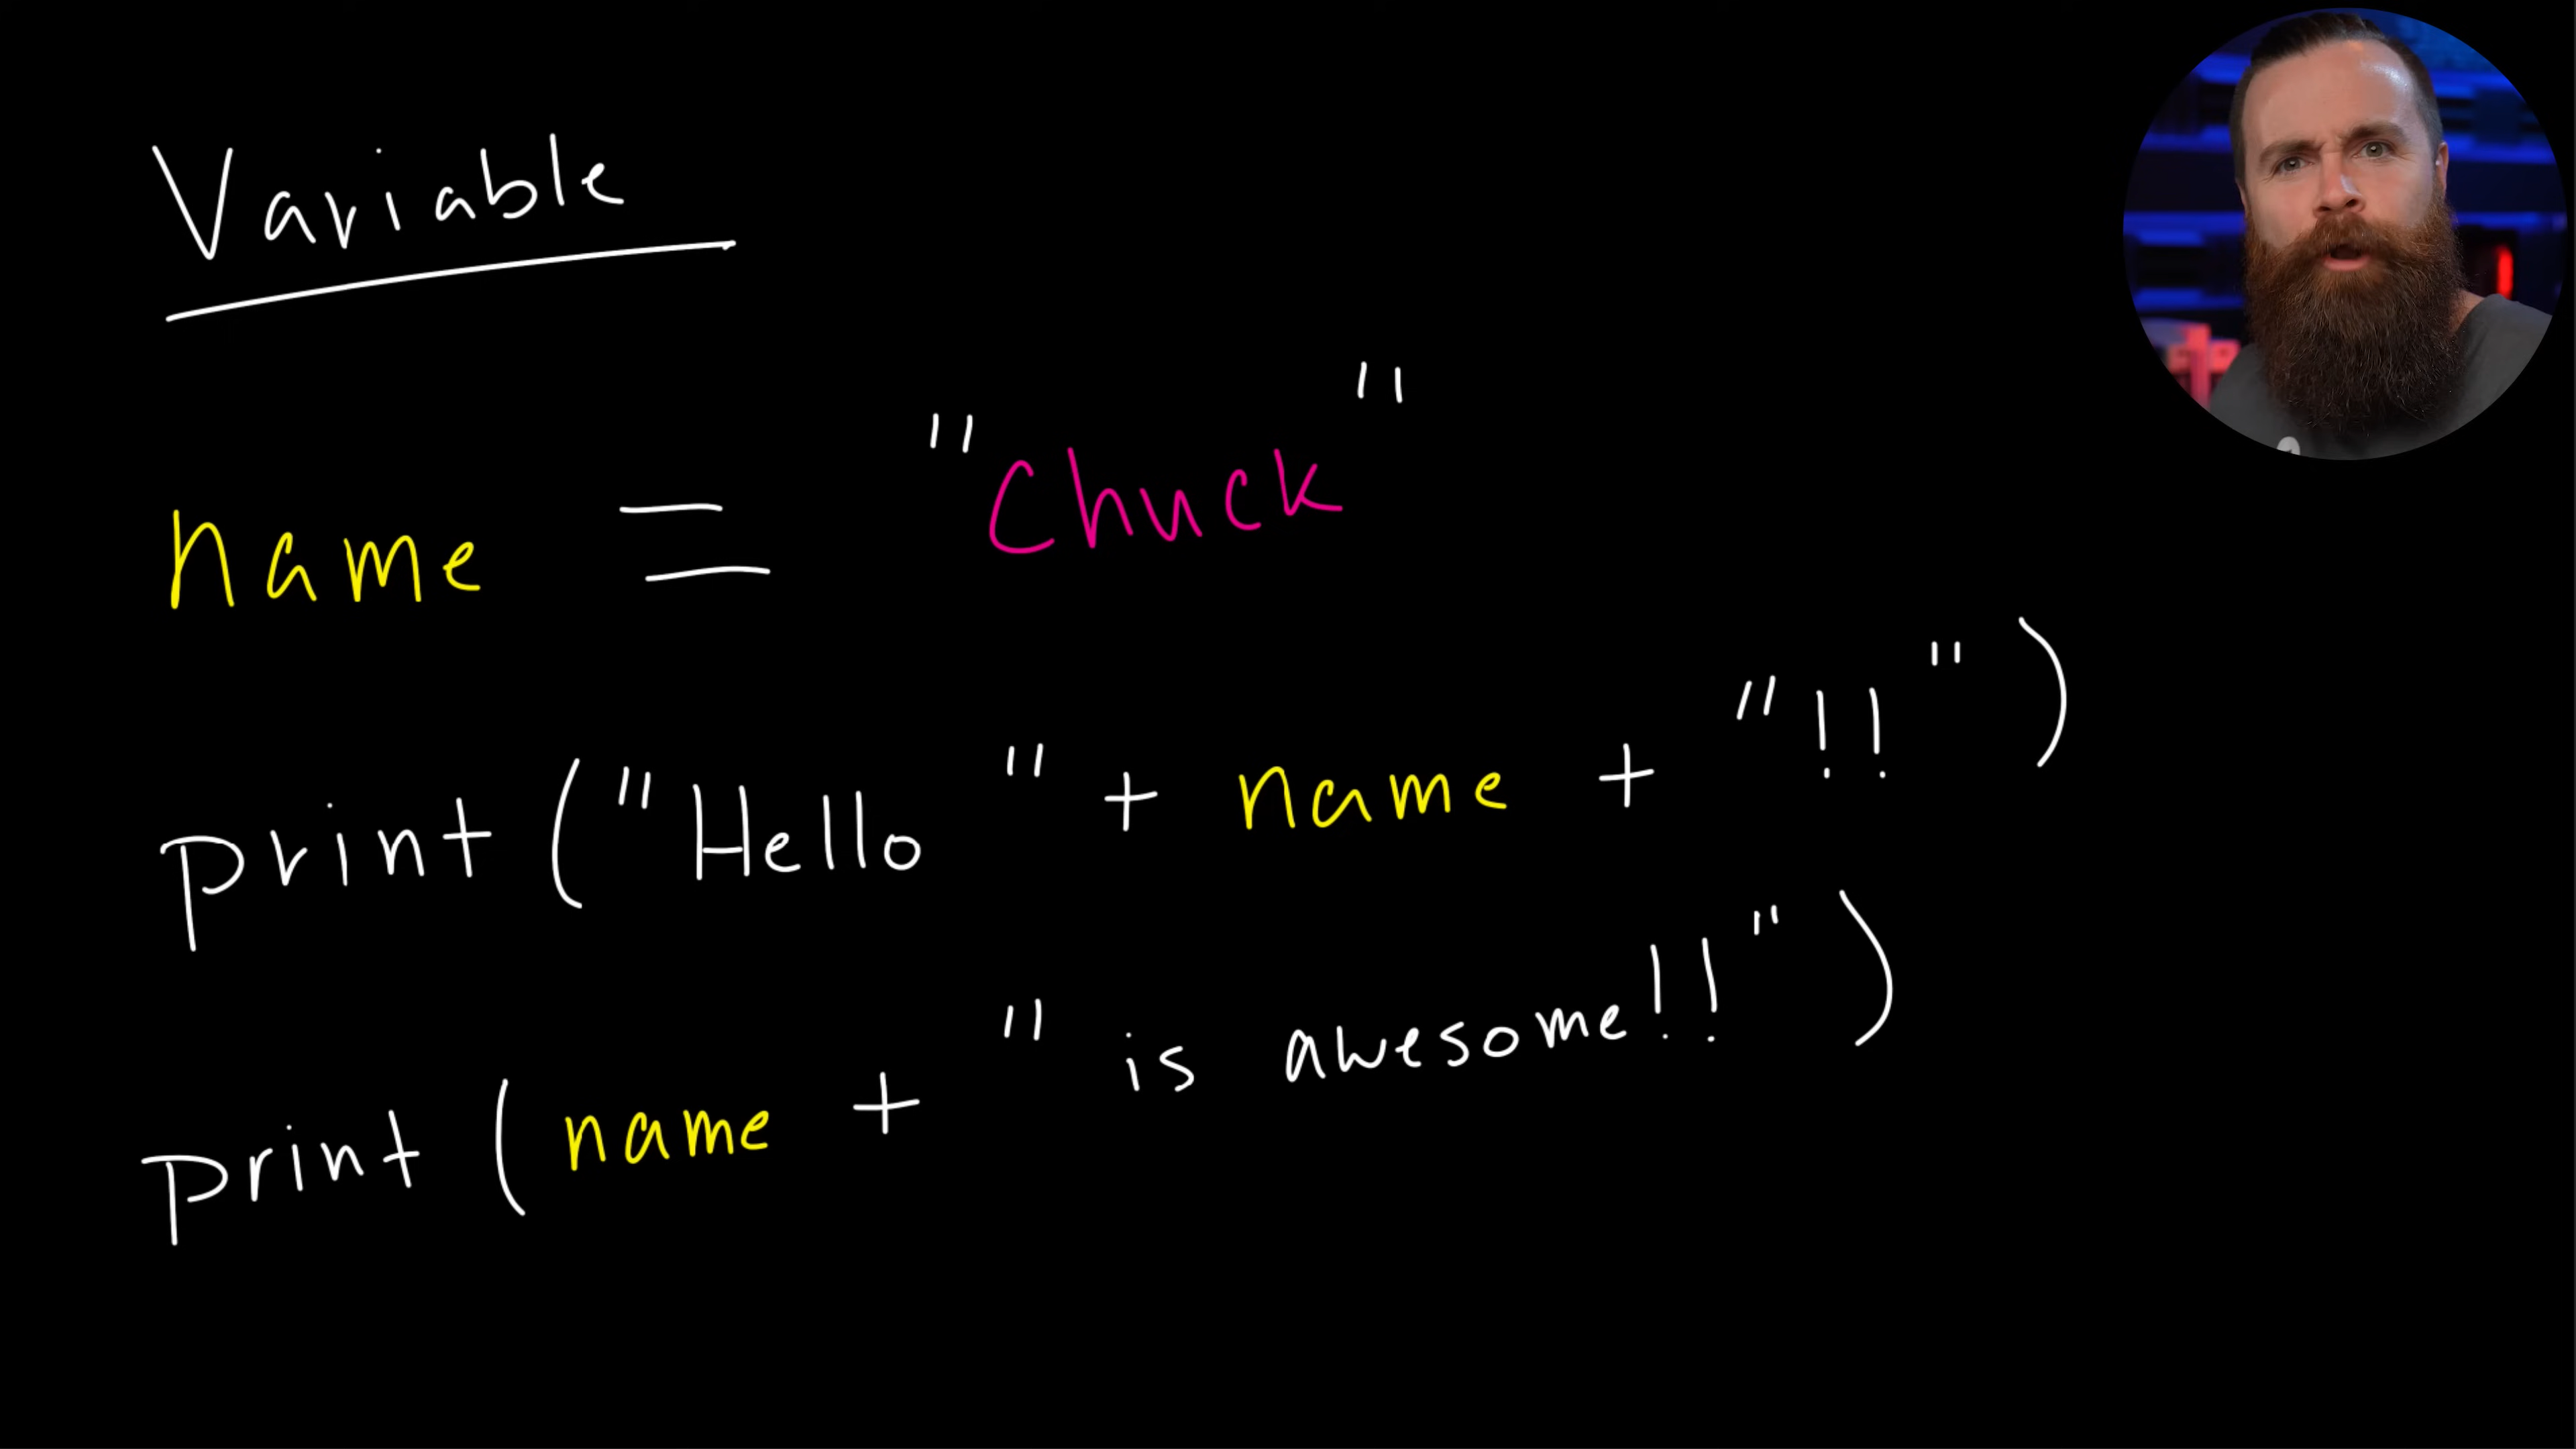 Variable
name = "Chuck"
print ("Hello " + name + "!!")
print (name + " is awesome!!")